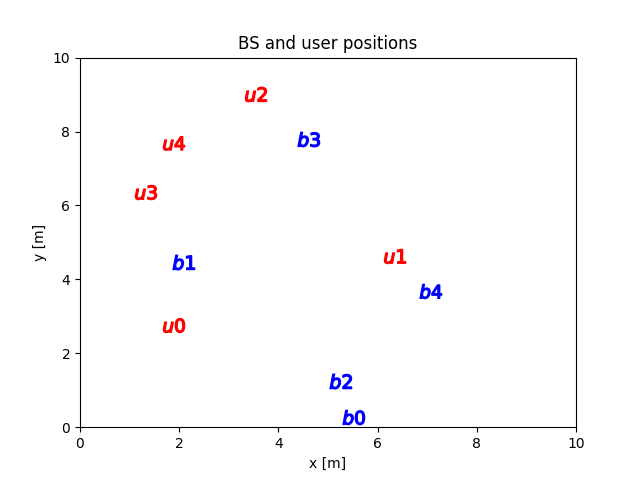 BS and user positions
10
8
6
4
2
0
y [m]
u2
b3
u4
u3
u1
b1
b4
u0
b2
b0
0 2 4 6 8 10
x [m]